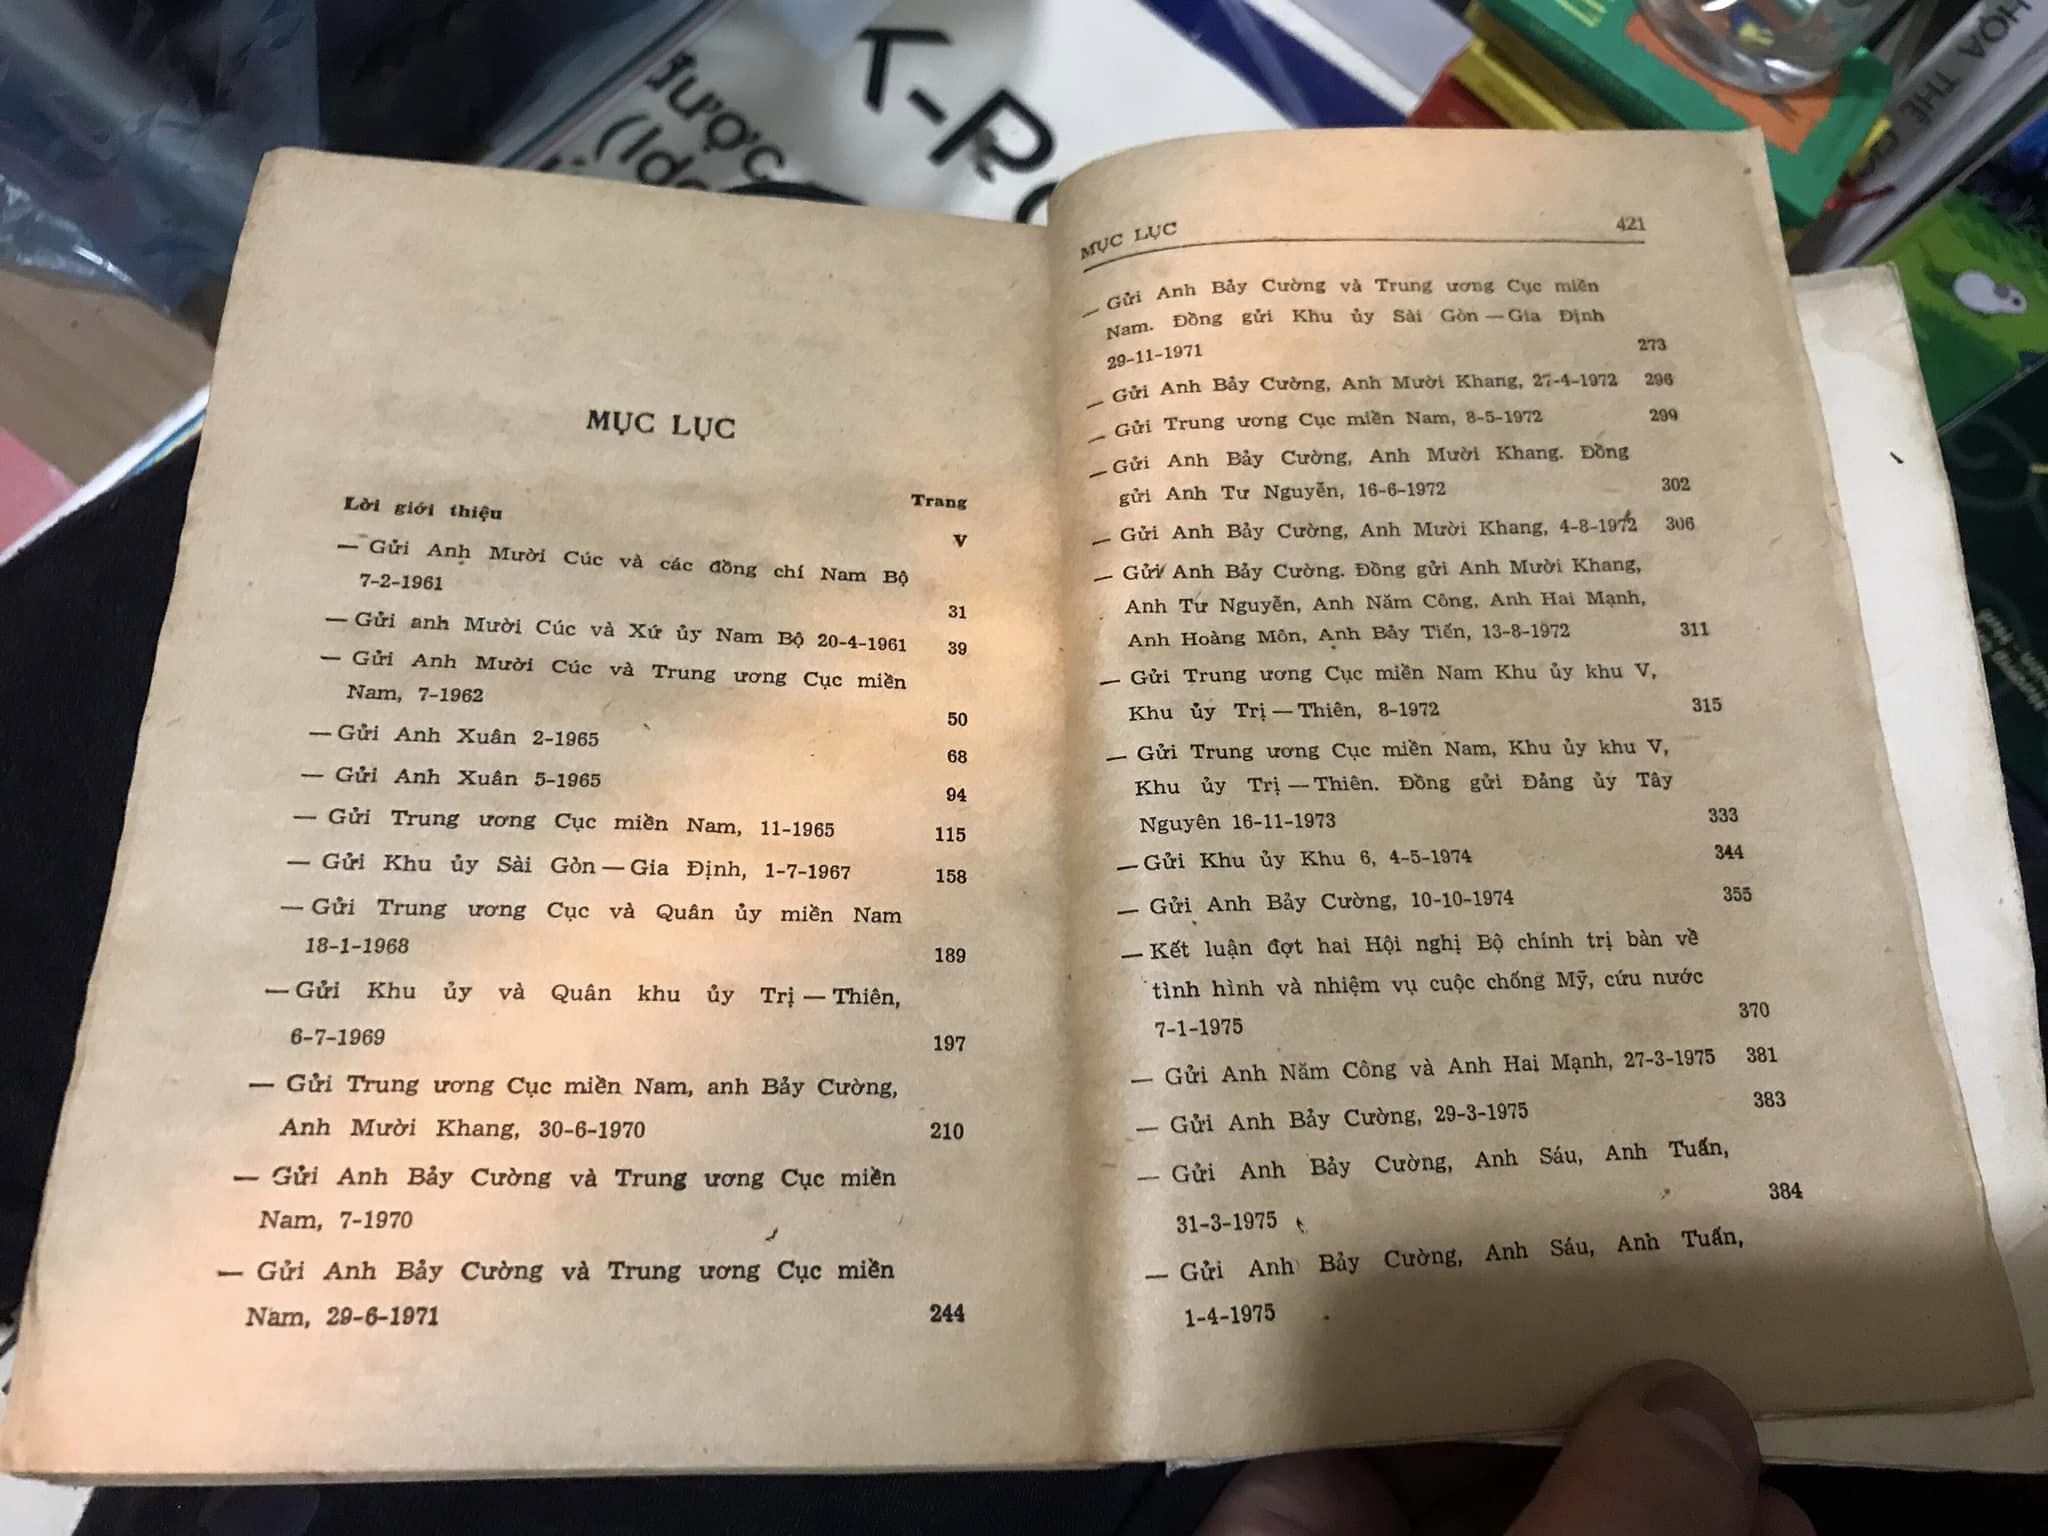 K-P
được
(Id
HỌA THẾ
MỤC LỤC
Trang
Lời giới thiệu
V
— Gửi Anh Mười Cúc và các đồng chí Nam Bộ
7-2-1961
31
— Gửi anh Mười Cúc và Xứ ủy Nam Bộ 20-4-1961 39
— Gửi Anh Mười Cúc và Trung ương Cục miền
Nam, 7-1962
50
— Gửi Anh Xuân 2-1965
68
— Gửi Anh Xuân 5-1965
94
— Gửi Trung ương Cục miền Nam, 11-1965 115
— Gửi Khu ủy Sài Gòn — Gia Định, 1-7-1967 158
— Gửi Trung ương Cục và Quân ủy miền Nam
18-1-1968 189
— Gửi Khu ủy và Quân khu ủy Trị — Thiên,
6-7-1969 197
— Gửi Trung ương Cục miền Nam, anh Bảy Cường,
Anh Mười Khang, 30-6-1970 210
— Gửi Anh Bảy Cường và Trung ương Cục miền
Nam, 7-1970
— Gửi Anh Bảy Cường và Trung ương Cục miền
Nam, 29-6-1971 244
MỤC LỤC 421
— Gửi Anh Bảy Cường và Trung ương Cục miền
Nam. Đồng gửi Khu ủy Sài Gòn — Gia Định
29-11-1971 273
— Gửi Anh Bảy Cường, Anh Mười Khang, 27-4-1972 296
— Gửi Trung ương Cục miền Nam, 8-5-1972 299
— Gửi Anh Bảy Cường, Anh Mười Khang. Đồng
gửi Anh Tư Nguyễn, 16-6-1972 302
— Gửi Anh Bảy Cường, Anh Mười Khang, 4-8-1972 306
— Gửi Anh Bảy Cường. Đồng gửi Anh Mười Khang,
Anh Tư Nguyễn, Anh Năm Công, Anh Hai Mạnh,
Anh Hoàng Môn, Anh Bảy Tiến, 13-8-1972 311
— Gửi Trung ương Cục miền Nam Khu ủy khu V,
Khu ủy Trị — Thiên, 8-1972 315
— Gửi Trung ương Cục miền Nam, Khu ủy khu V,
Khu ủy Trị — Thiên. Đồng gửi Đảng ủy Tây
Nguyên 16-11-1973 333
— Gửi Khu ủy Khu 6, 4-5-1974 344
— Gửi Anh Bảy Cường, 10-10-1974 355
— Kết luận đợt hai Hội nghị Bộ chính trị bàn về
tình hình và nhiệm vụ cuộc chống Mỹ, cứu nước
7-1-1975 370
— Gửi Anh Năm Công và Anh Hai Mạnh, 27-3-1975 381
— Gửi Anh Bảy Cường, 29-3-1975 383
— Gửi Anh Bảy Cường, Anh Sáu, Anh Tuấn,
31-3-1975 384
— Gửi Anh Bảy Cường, Anh Sáu, Anh Tuấn,
1-4-1975